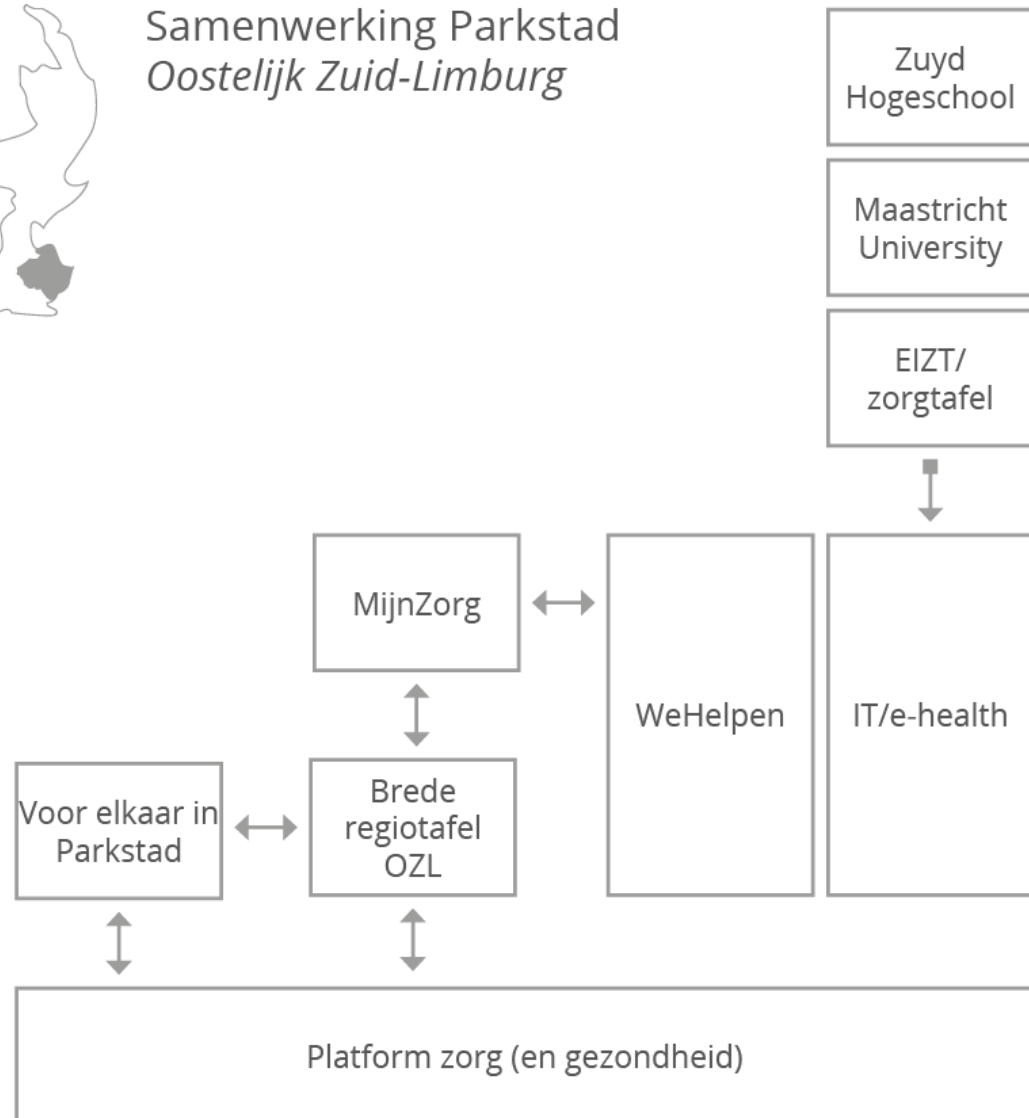 Samenwerking Parkstad
Oostelijk Zuid-Limburg
Zuyd
Hogeschool
Maastricht
University
EIZT/
zorgtafel
MijnZorg
WeHelpen
IT/e-health
Voor elkaar in
Parkstad
Brede
regiotafel
OZL
Platform zorg (en gezondheid)